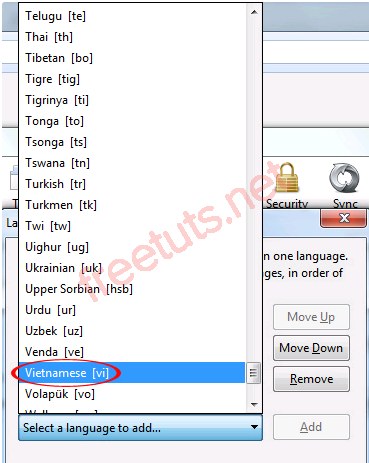 Telugu [te]
Thai [th]
Tibetan [bo]
Tigre [tig]
Tigrinya [ti]
Tonga [to]
Tsonga [ts]
Tswana [tn]
Turkish [tr]
Turkmen [tk]
Twi [tw]
Uighur [ug]
Ukrainian [uk]
Upper Sorbian [hsb]
Urdu [ur]
Uzbek [uz]
Venda [ve]
Vietnamese [vi]
Volapük [vo]
Select a language to add...
Security
Sync
in one language.
ges, in order of
Move Up
Move Down
Remove
Add
freetuts.net